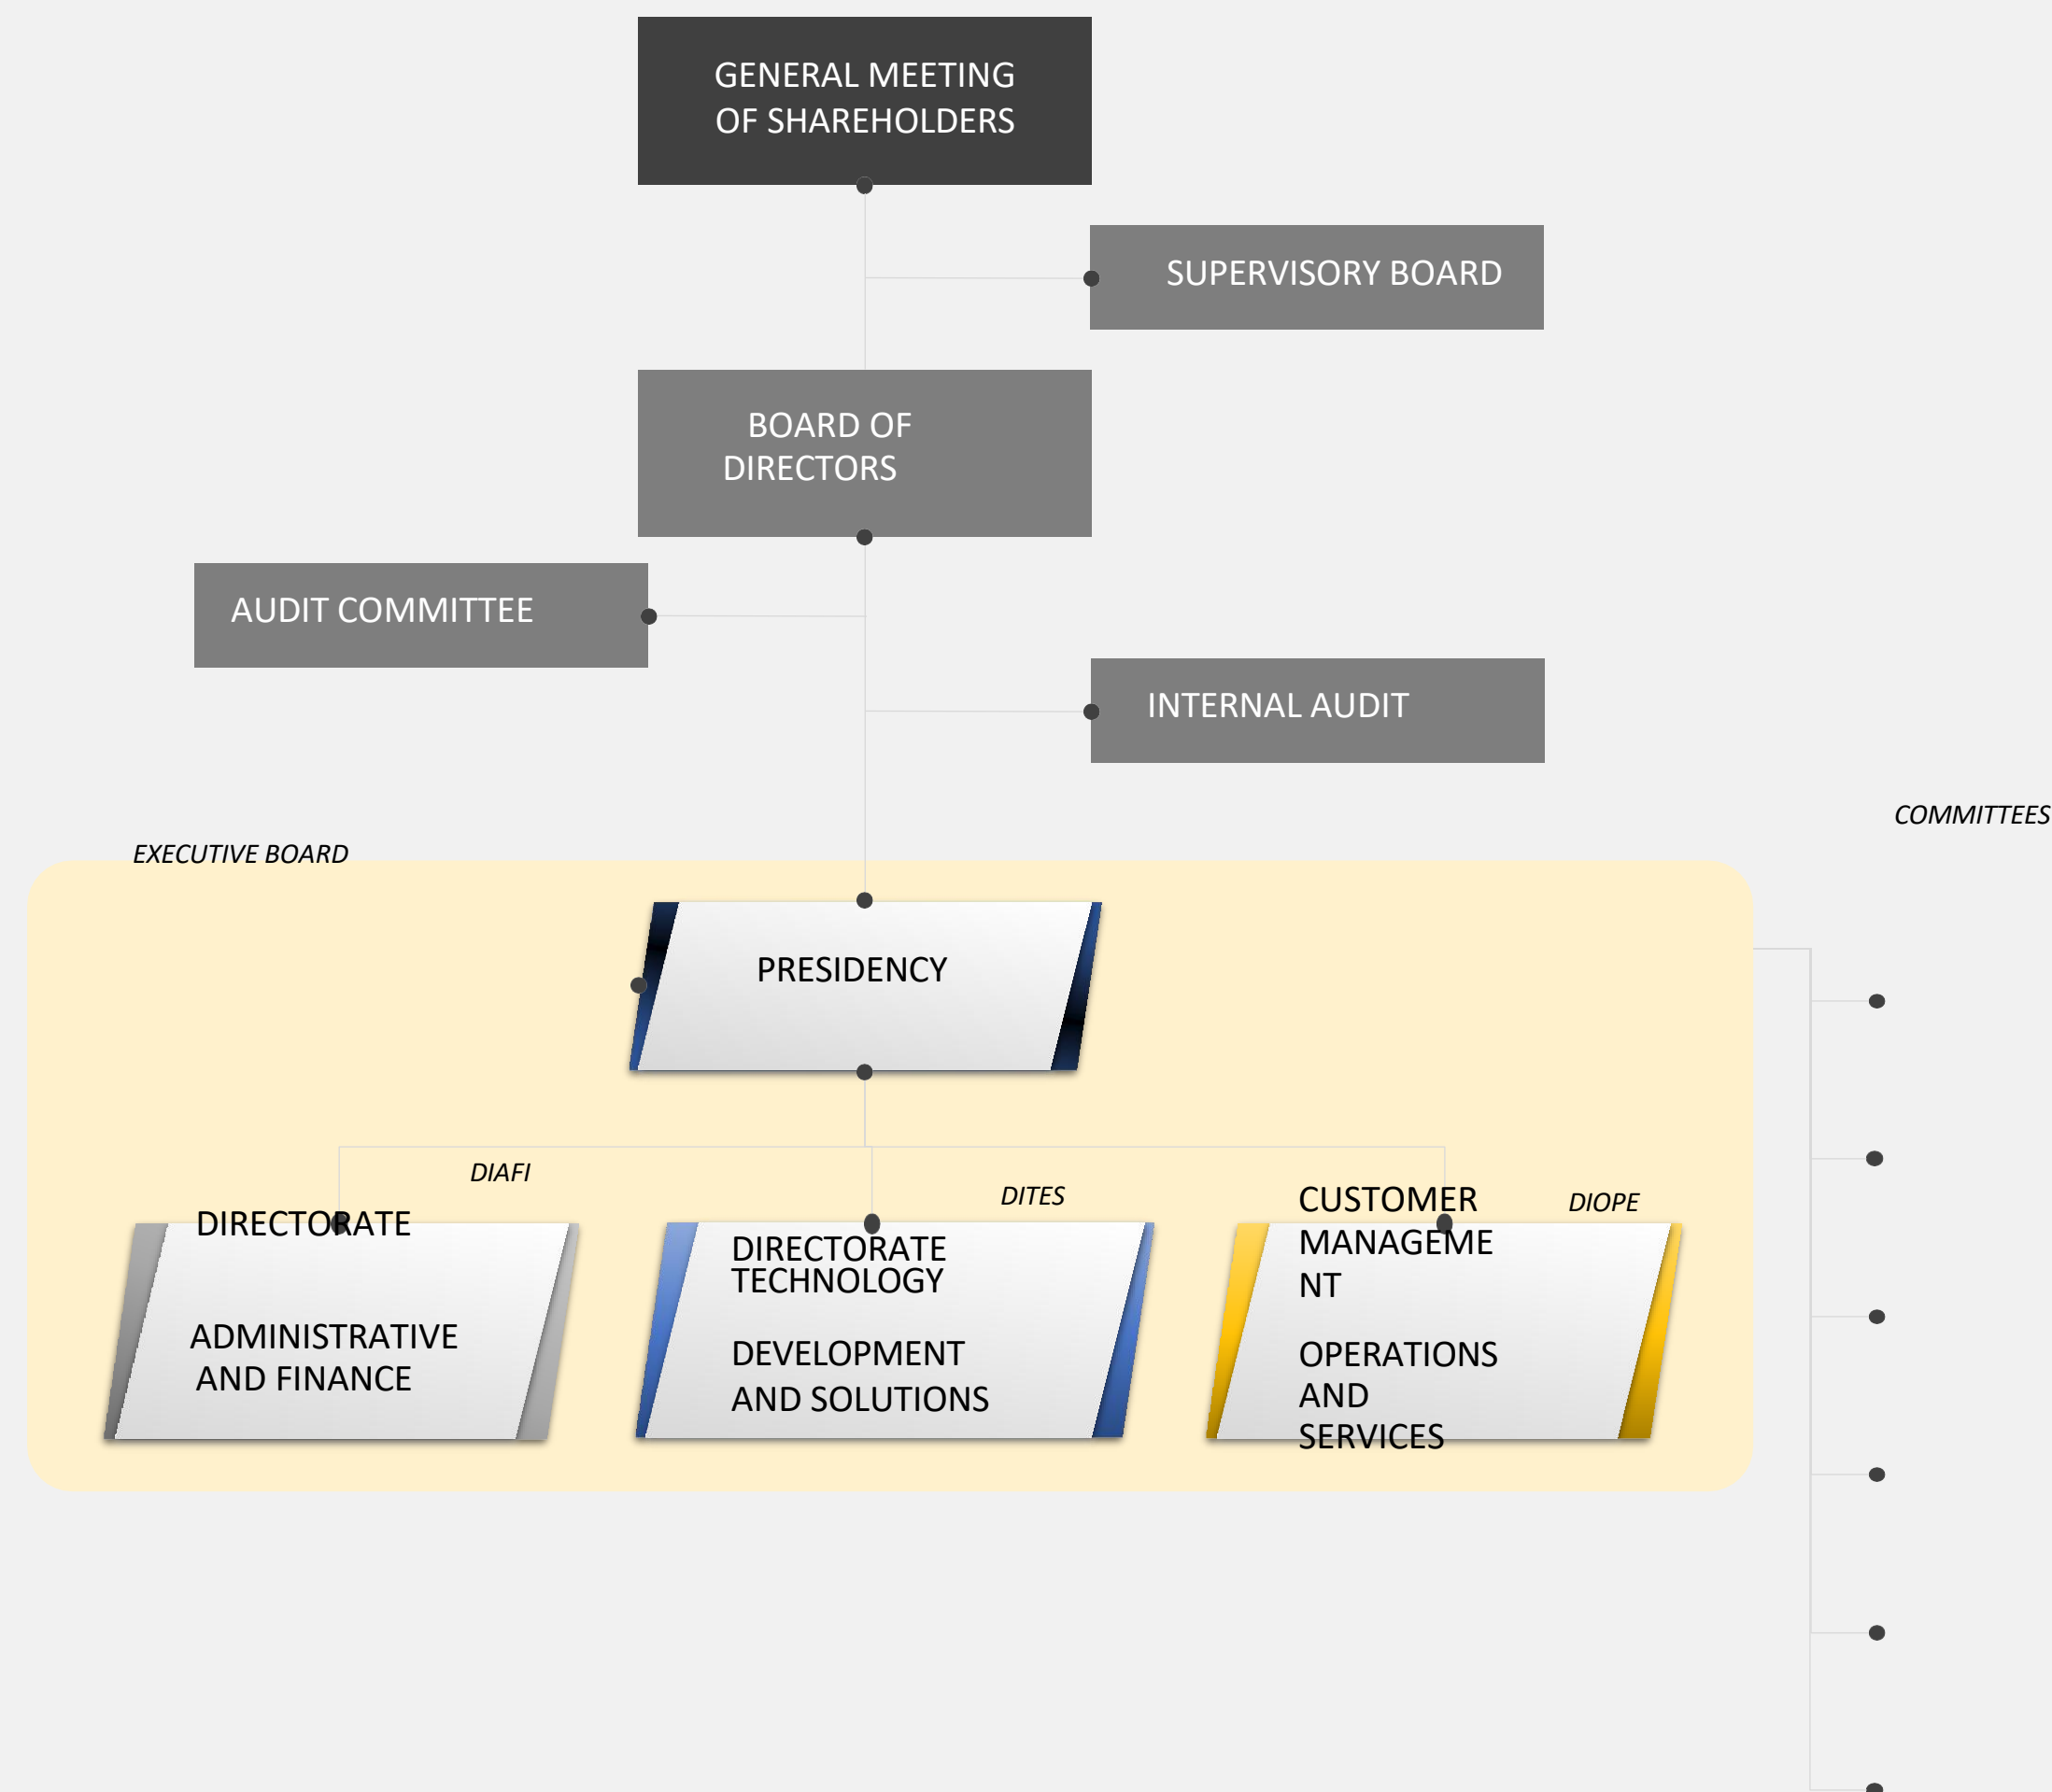 GENERAL MEETING
OF SHAREHOLDERS
SUPERVISORY BOARD
BOARD OF
DIRECTORS
AUDIT COMMITTEE
INTERNAL AUDIT
COMMITTEES
EXECUTIVE BOARD
PRESIDENCY
DIAFI
DIRECTORATE
ADMINISTRATIVE
AND FINANCE
DITES
DIRECTORATE
TECHNOLOGY
DEVELOPMENT
AND SOLUTIONS
DIOPE
CUSTOMER
MANAGEME
NT
OPERATIONS
AND
SERVICES